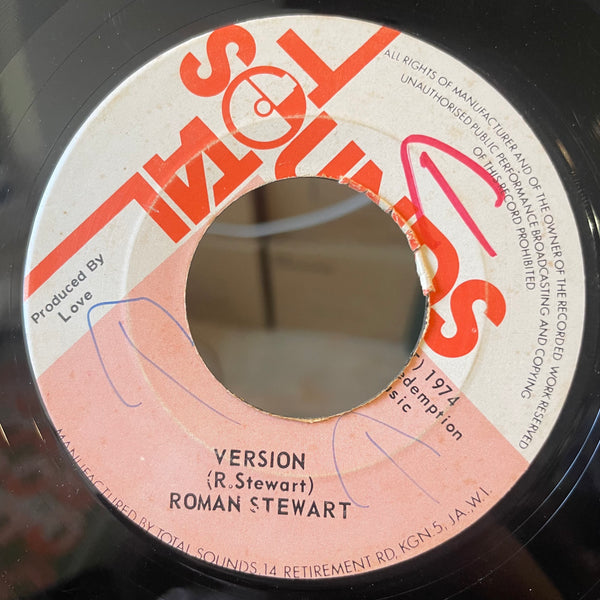 TOTAL SOUNDS
ALL RIGHTS OF MANUFACTURER AND OF THE OWNER OF THE RECORDED WORK RESERVED
UNAUTHORISED PUBLIC PERFORMANCE BROADCASTING AND COPYING
OF THIS RECORD PROHIBITED
Produced By
Love
1974
VERSION
(R.Stewart)
ROMAN STEWART
MANUFACTURED BY TOTAL SOUNDS, 14 RETIREMENT RD, KGN. 5, JA., W.I.